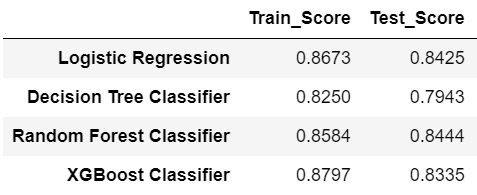 Train_Score Test_Score
Logistic Regression 0.8673 0.8425
Decision Tree Classifier 0.8250 0.7943
Random Forest Classifier 0.8584 0.8444
XGBoost Classifier 0.8797 0.8335